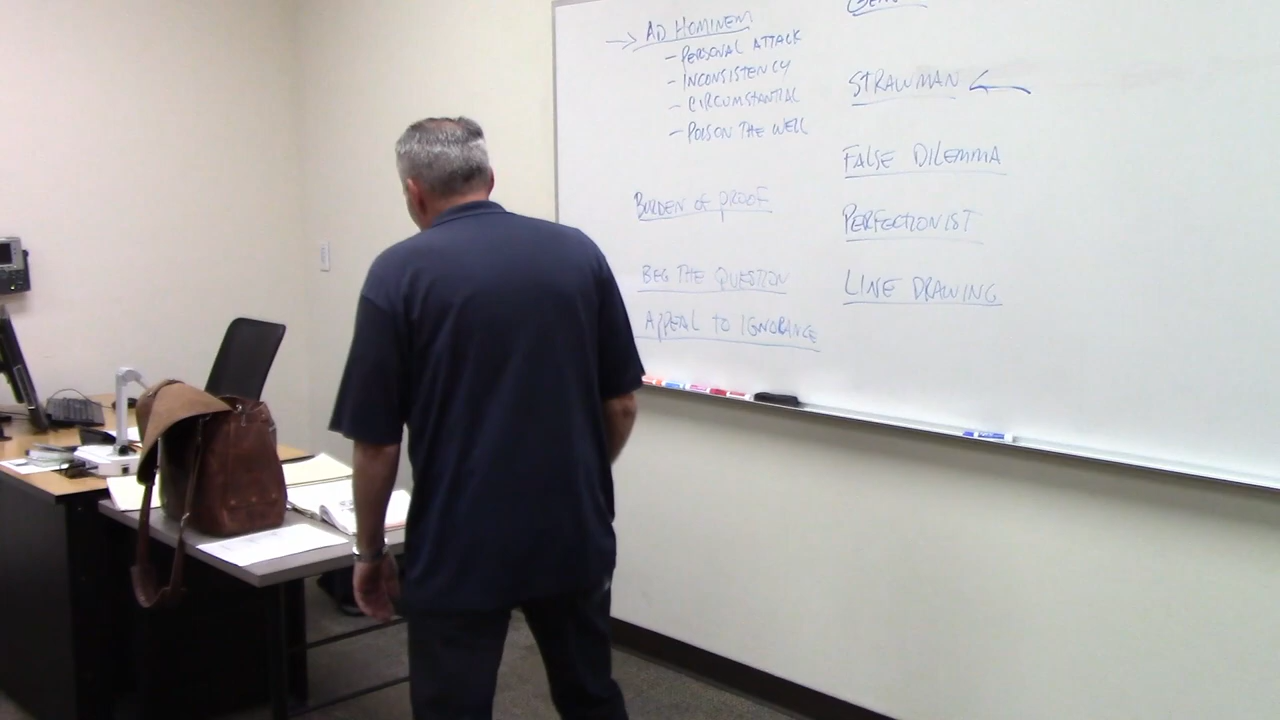 AD HOMINEM
- PERSONAL ATTACK
- INCONSISTENCY
- CIRCUMSTANTIAL
- POISON THE WELL
BURDEN OF PROOF
BEG THE QUESTION
APPEAL TO IGNORANCE
STRAWMAN
FALSE DILEMMA
PERFECTIONIST
LINE DRAWING